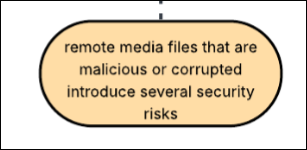 remote media files that are
malicious or corrupted
introduce several security
risks